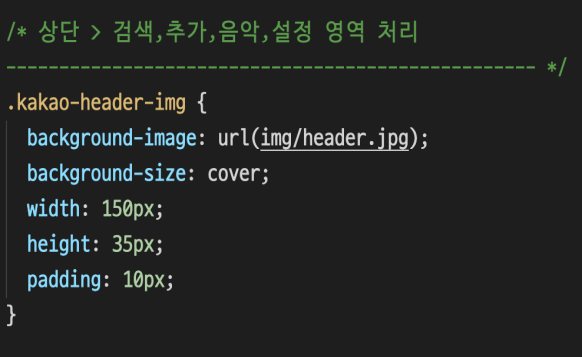 /* 상단 > 검색,추가,음악,설정 영역 처리
-------------------------------------------------- */
.kakao-header-img {
  background-image: url(img/header.jpg);
  background-size: cover;
  width: 150px;
  height: 35px;
  padding: 10px;
}